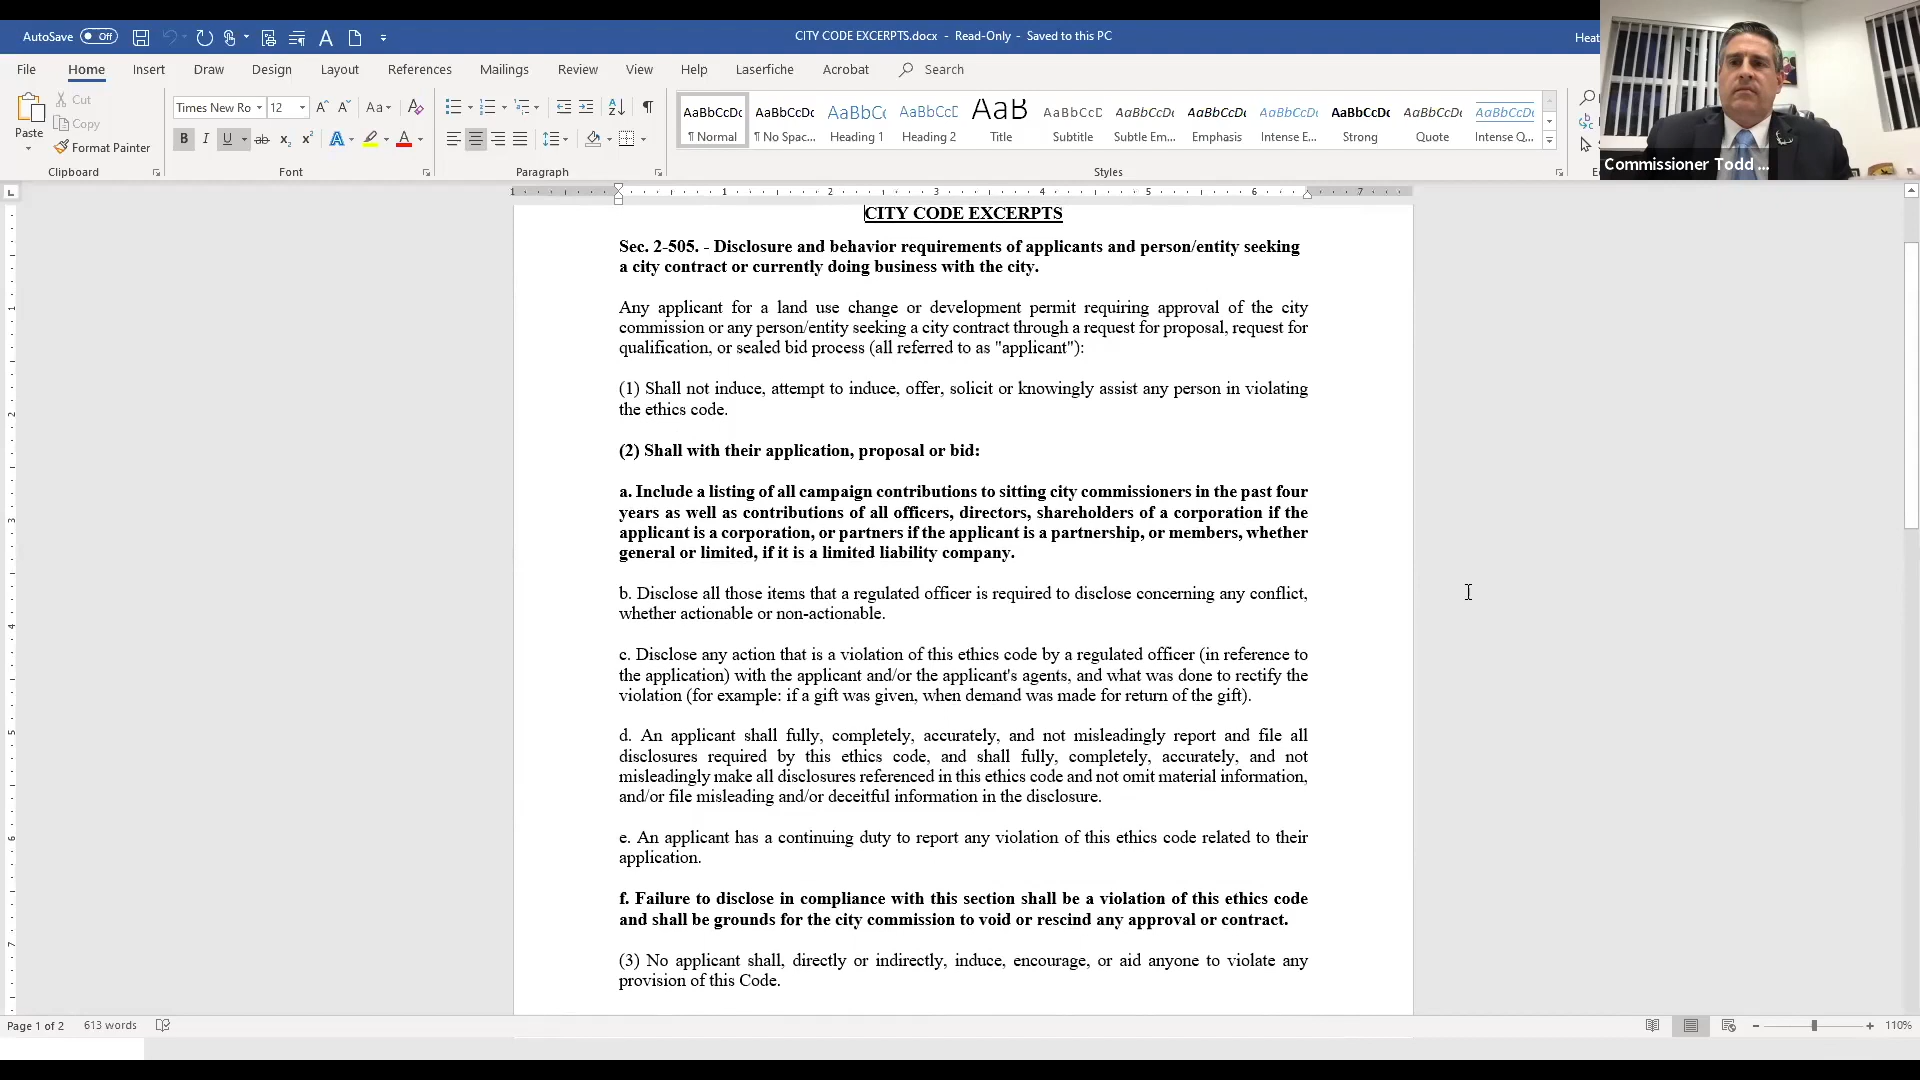 AutoSave Off
CITY CODE EXCERPTS.docx - Read-Only - Saved to this PC
Heat
File Home Insert Draw Design Layout References Mailings Review View Help Laserfiche Acrobat Search
Paste
Cut
Copy
Format Painter
Clipboard
Times New Ro 12
Font
Paragraph
AaBbCcDc AaBbCcDc AaBbCc AaBbCcE AaB AaBbCcD AaBbCcDc AaBbCcDc AaBbCcDc AaBbCcDc AaBbCcDc AaBbCcDc
¶ Normal ¶ No Spac... Heading 1 Heading 2 Title Subtitle Subtle Em... Emphasis Intense E... Strong Quote Intense Q...
Styles
Commissioner Todd ...
1 1 2 3 4 5 6 7
CITY CODE EXCERPTS
Sec. 2-505. - Disclosure and behavior requirements of applicants and person/entity seeking
a city contract or currently doing business with the city.
Any applicant for a land use change or development permit requiring approval of the city
commission or any person/entity seeking a city contract through a request for proposal, request for
qualification, or sealed bid process (all referred to as "applicant"):
(1) Shall not induce, attempt to induce, offer, solicit or knowingly assist any person in violating
the ethics code.
(2) Shall with their application, proposal or bid:
a. Include a listing of all campaign contributions to sitting city commissioners in the past four
years as well as contributions of all officers, directors, shareholders of a corporation if the
applicant is a corporation, or partners if the applicant is a partnership, or members, whether
general or limited, if it is a limited liability company.
b. Disclose all those items that a regulated officer is required to disclose concerning any conflict,
whether actionable or non-actionable.
c. Disclose any action that is a violation of this ethics code by a regulated officer (in reference to
the application) with the applicant and/or the applicant's agents, and what was done to rectify the
violation (for example: if a gift was given, when demand was made for return of the gift).
d. An applicant shall fully, completely, accurately, and not misleadingly report and file all
disclosures required by this ethics code, and shall fully, completely, accurately, and not
misleadingly make all disclosures referenced in this ethics code and not omit material information,
and/or file misleading and/or deceitful information in the disclosure.
e. An applicant has a continuing duty to report any violation of this ethics code related to their
application.
f. Failure to disclose in compliance with this section shall be a violation of this ethics code
and shall be grounds for the city commission to void or rescind any approval or contract.
(3) No applicant shall, directly or indirectly, induce, encourage, or aid anyone to violate any
provision of this Code.
Page 1 of 2 613 words
110%